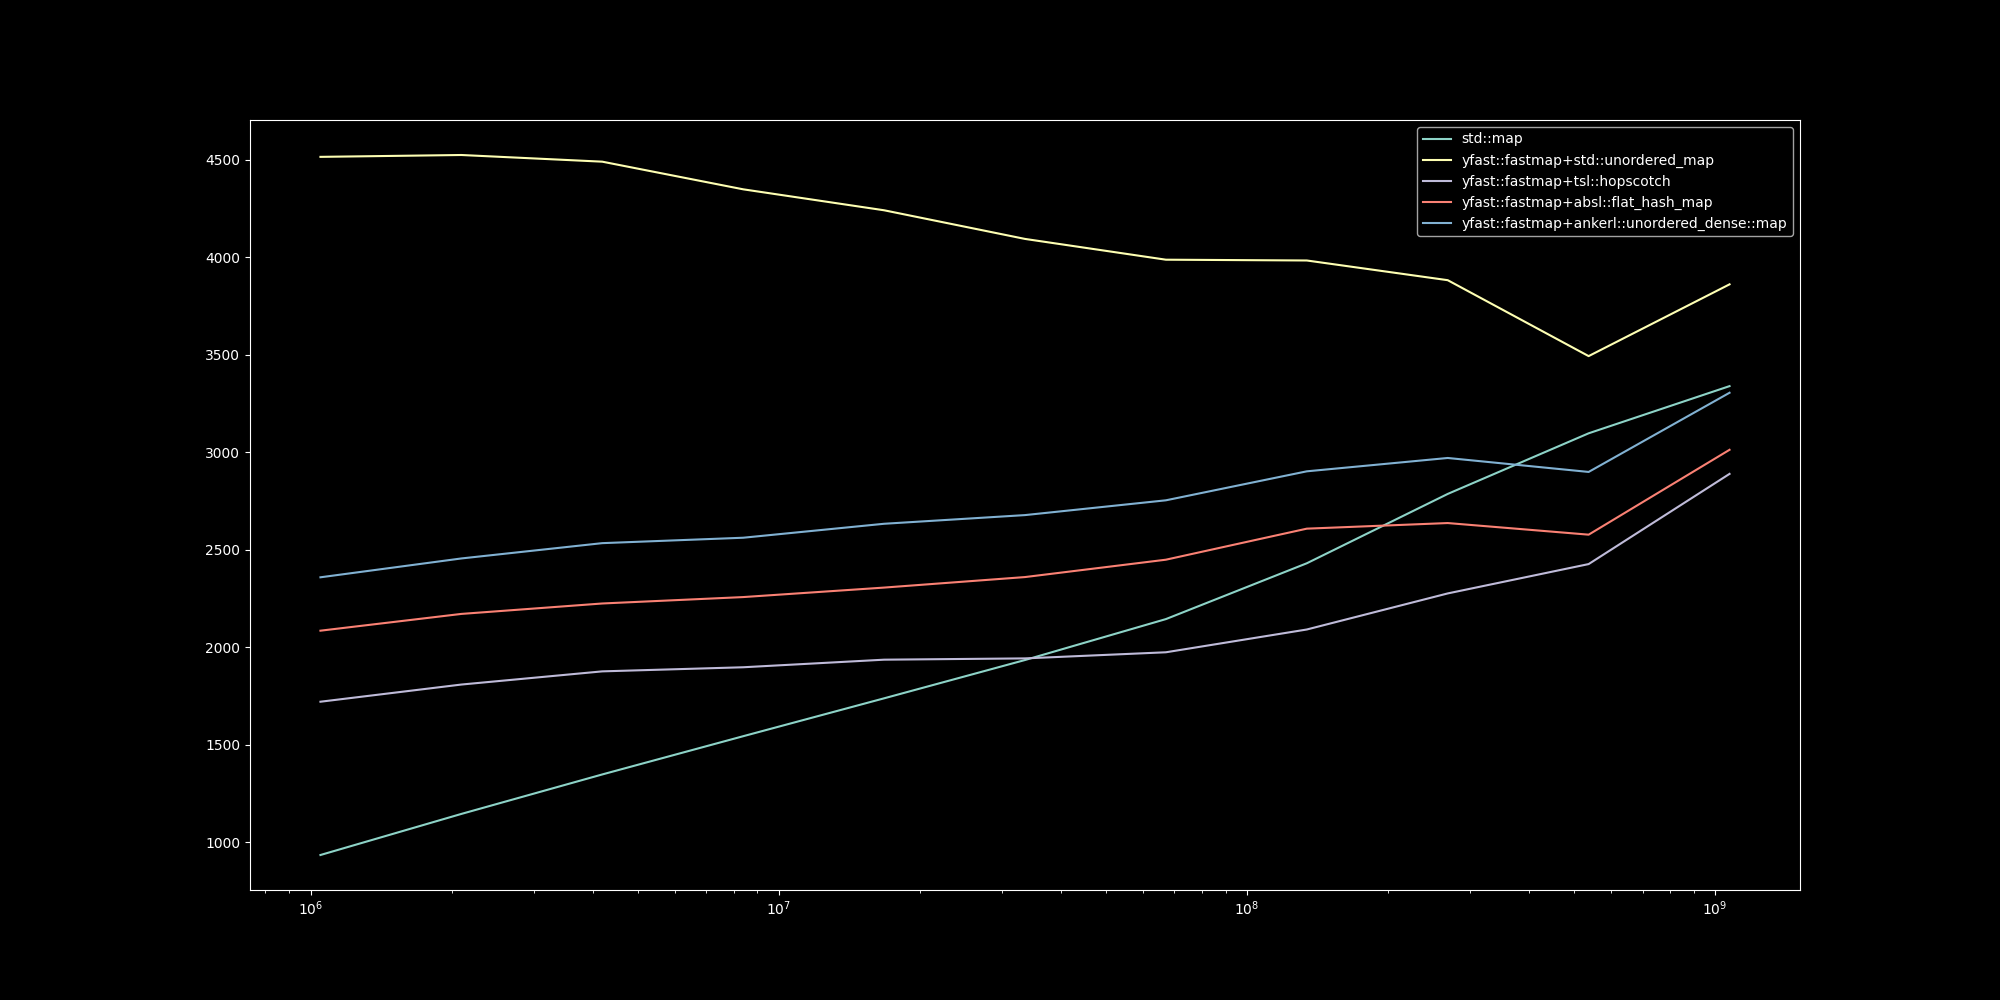 std::map
yfast::fastmap+std::unordered_map
yfast::fastmap+tsl::hopscotch
yfast::fastmap+absl::flat_hash_map
yfast::fastmap+ankerl::unordered_dense::map
4500
4000
3500
3000
2500
2000
1500
1000
10⁶ 10⁷ 10⁸ 10⁹